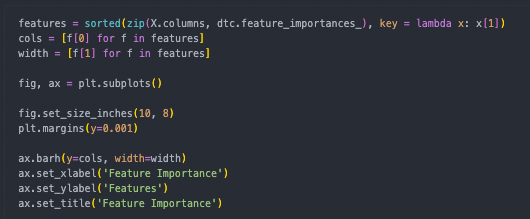 features = sorted(zip(X.columns, dtc.feature_importances_), key = lambda x: x[1])
cols = [f[0] for f in features]
width = [f[1] for f in features]

fig, ax = plt.subplots()

fig.set_size_inches(10, 8)
plt.margins(y=0.001)

ax.barh(y=cols, width=width)
ax.set_xlabel('Feature Importance')
ax.set_ylabel('Features')
ax.set_title('Feature Importance')